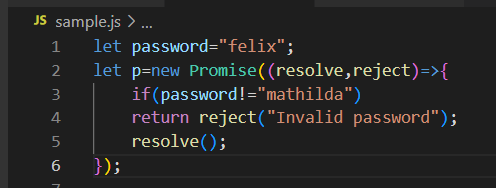 JS sample.js > ...
1 let password="felix";
2 let p=new Promise((resolve,reject)=>{
3 if(password!="mathilda")
4 return reject("Invalid password");
5 resolve();
6 });